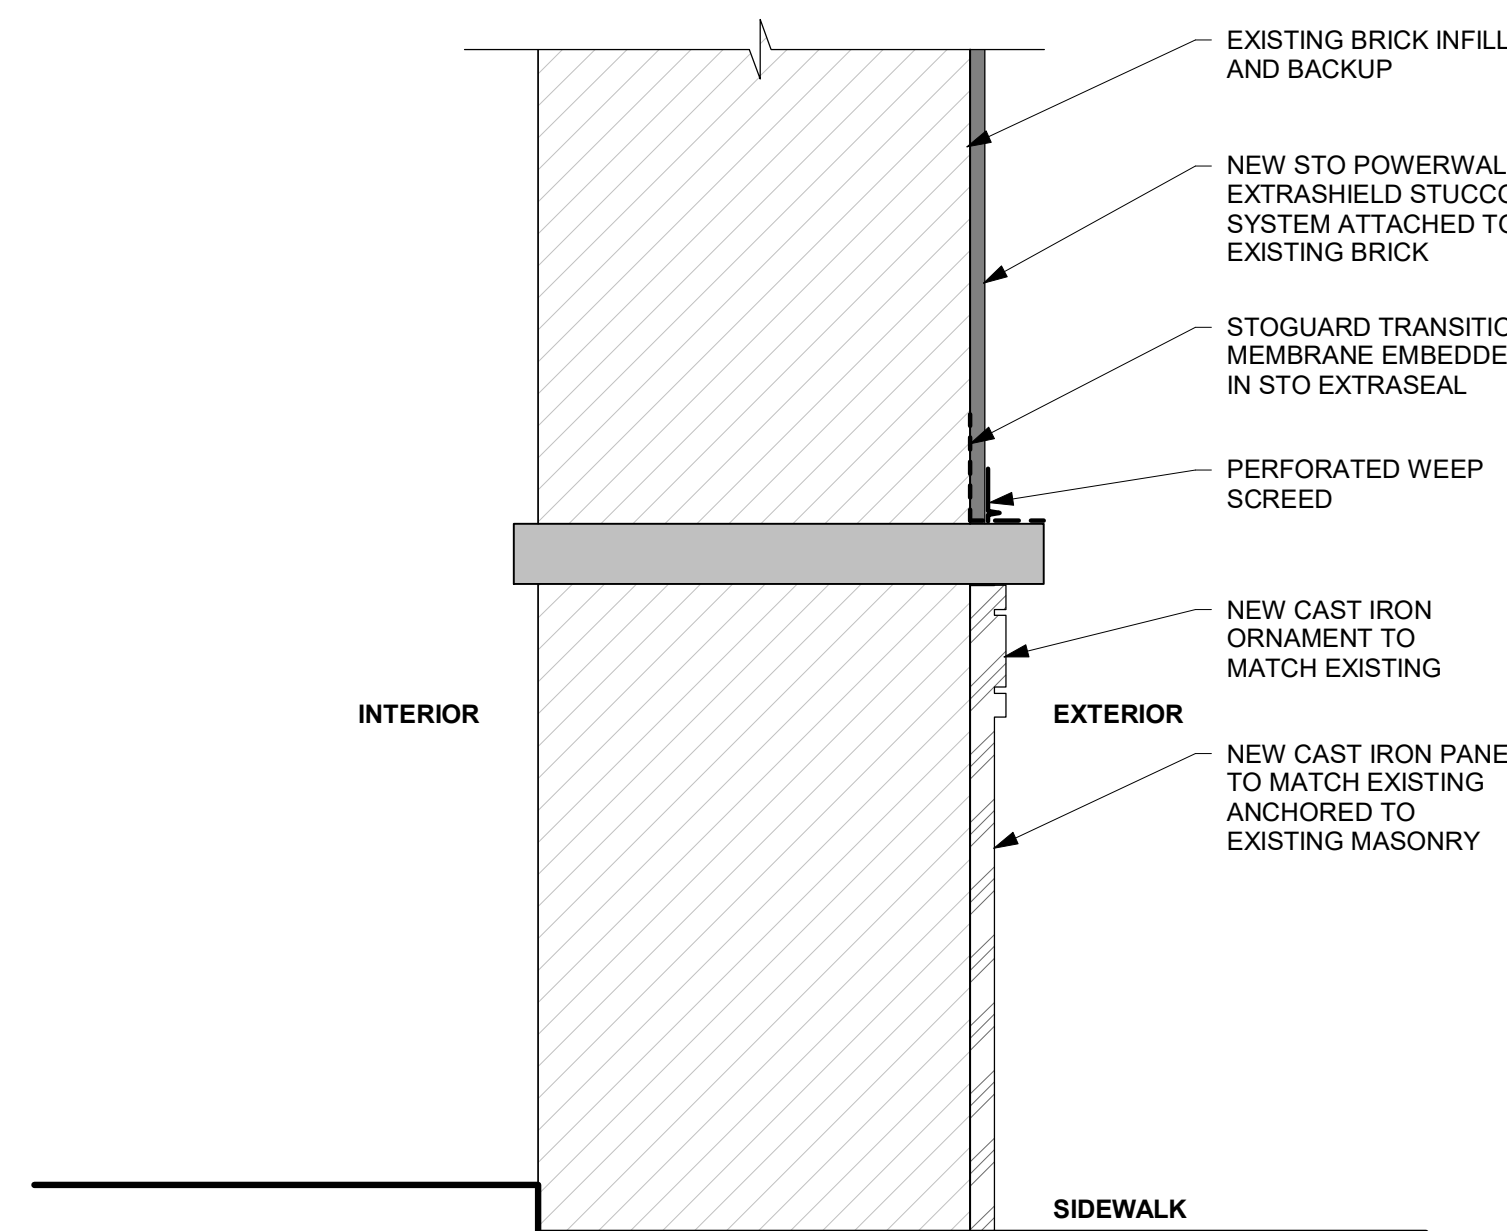 EXISTING BRICK INFILL
AND BACKUP
NEW STO POWERWAL
EXTRASHIELD STUCCO
SYSTEM ATTACHED TO
EXISTING BRICK
STOGUARD TRANSITIO
MEMBRANE EMBEDDE
IN STO EXTRASEAL
PERFORATED WEEP
SCREED
NEW CAST IRON
ORNAMENT TO
MATCH EXISTING
INTERIOR
EXTERIOR
NEW CAST IRON PANE
TO MATCH EXISTING
ANCHORED TO
EXISTING MASONRY
SIDEWALK